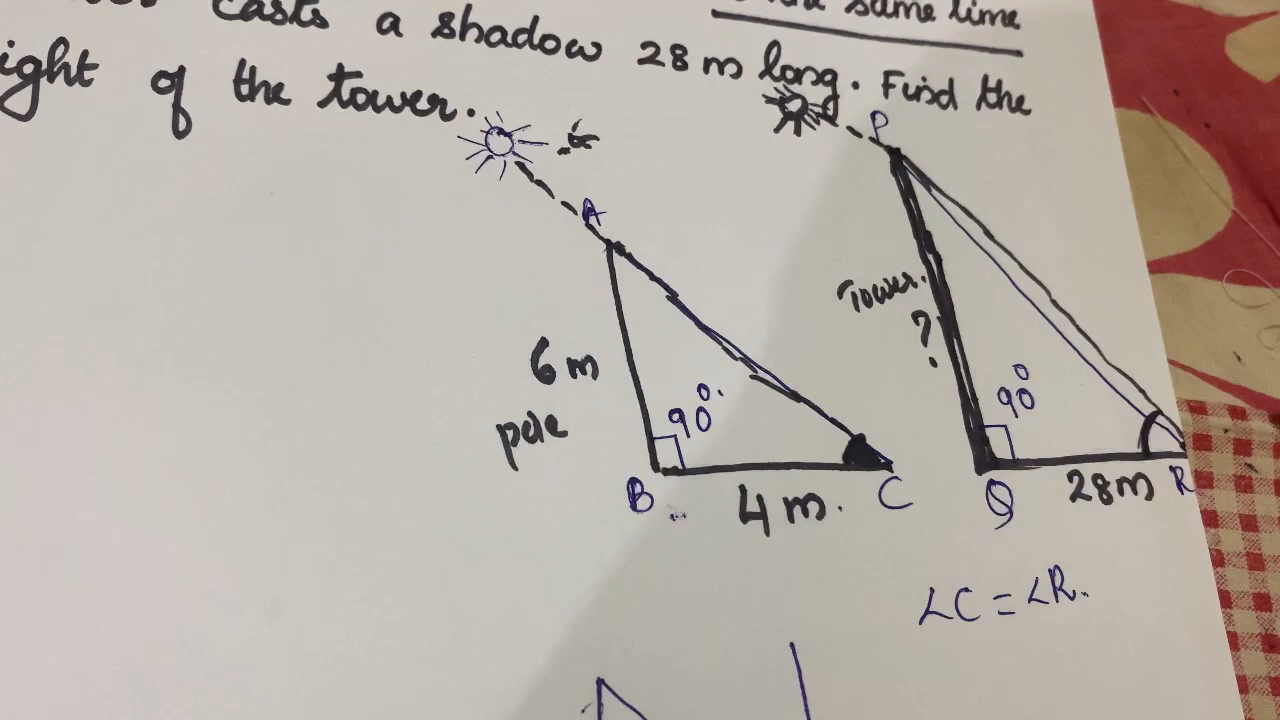 same time
casts a shadow 28 m long. Find the
ight of the tower.
P
A
Tower.
?
6 m
pole
90°
90°
B
4 m.
C
Q
28m
R
∠C = ∠R.